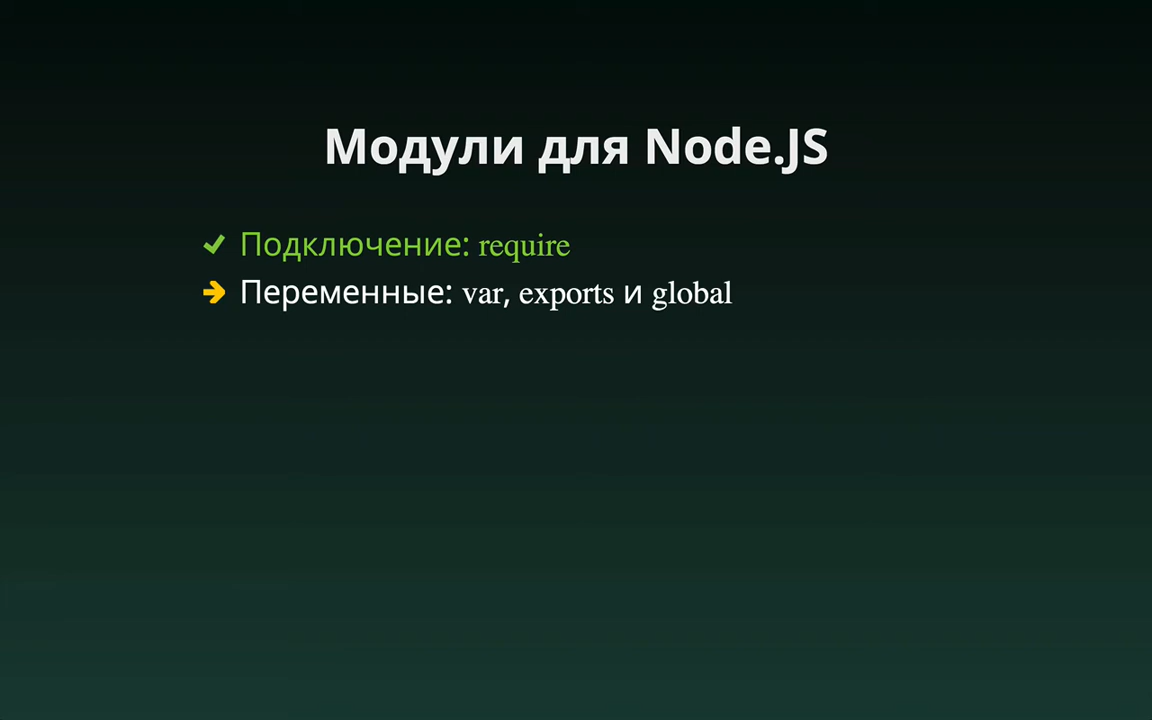 Модули для Node.JS
Подключение: require
Переменные: var, exports и global